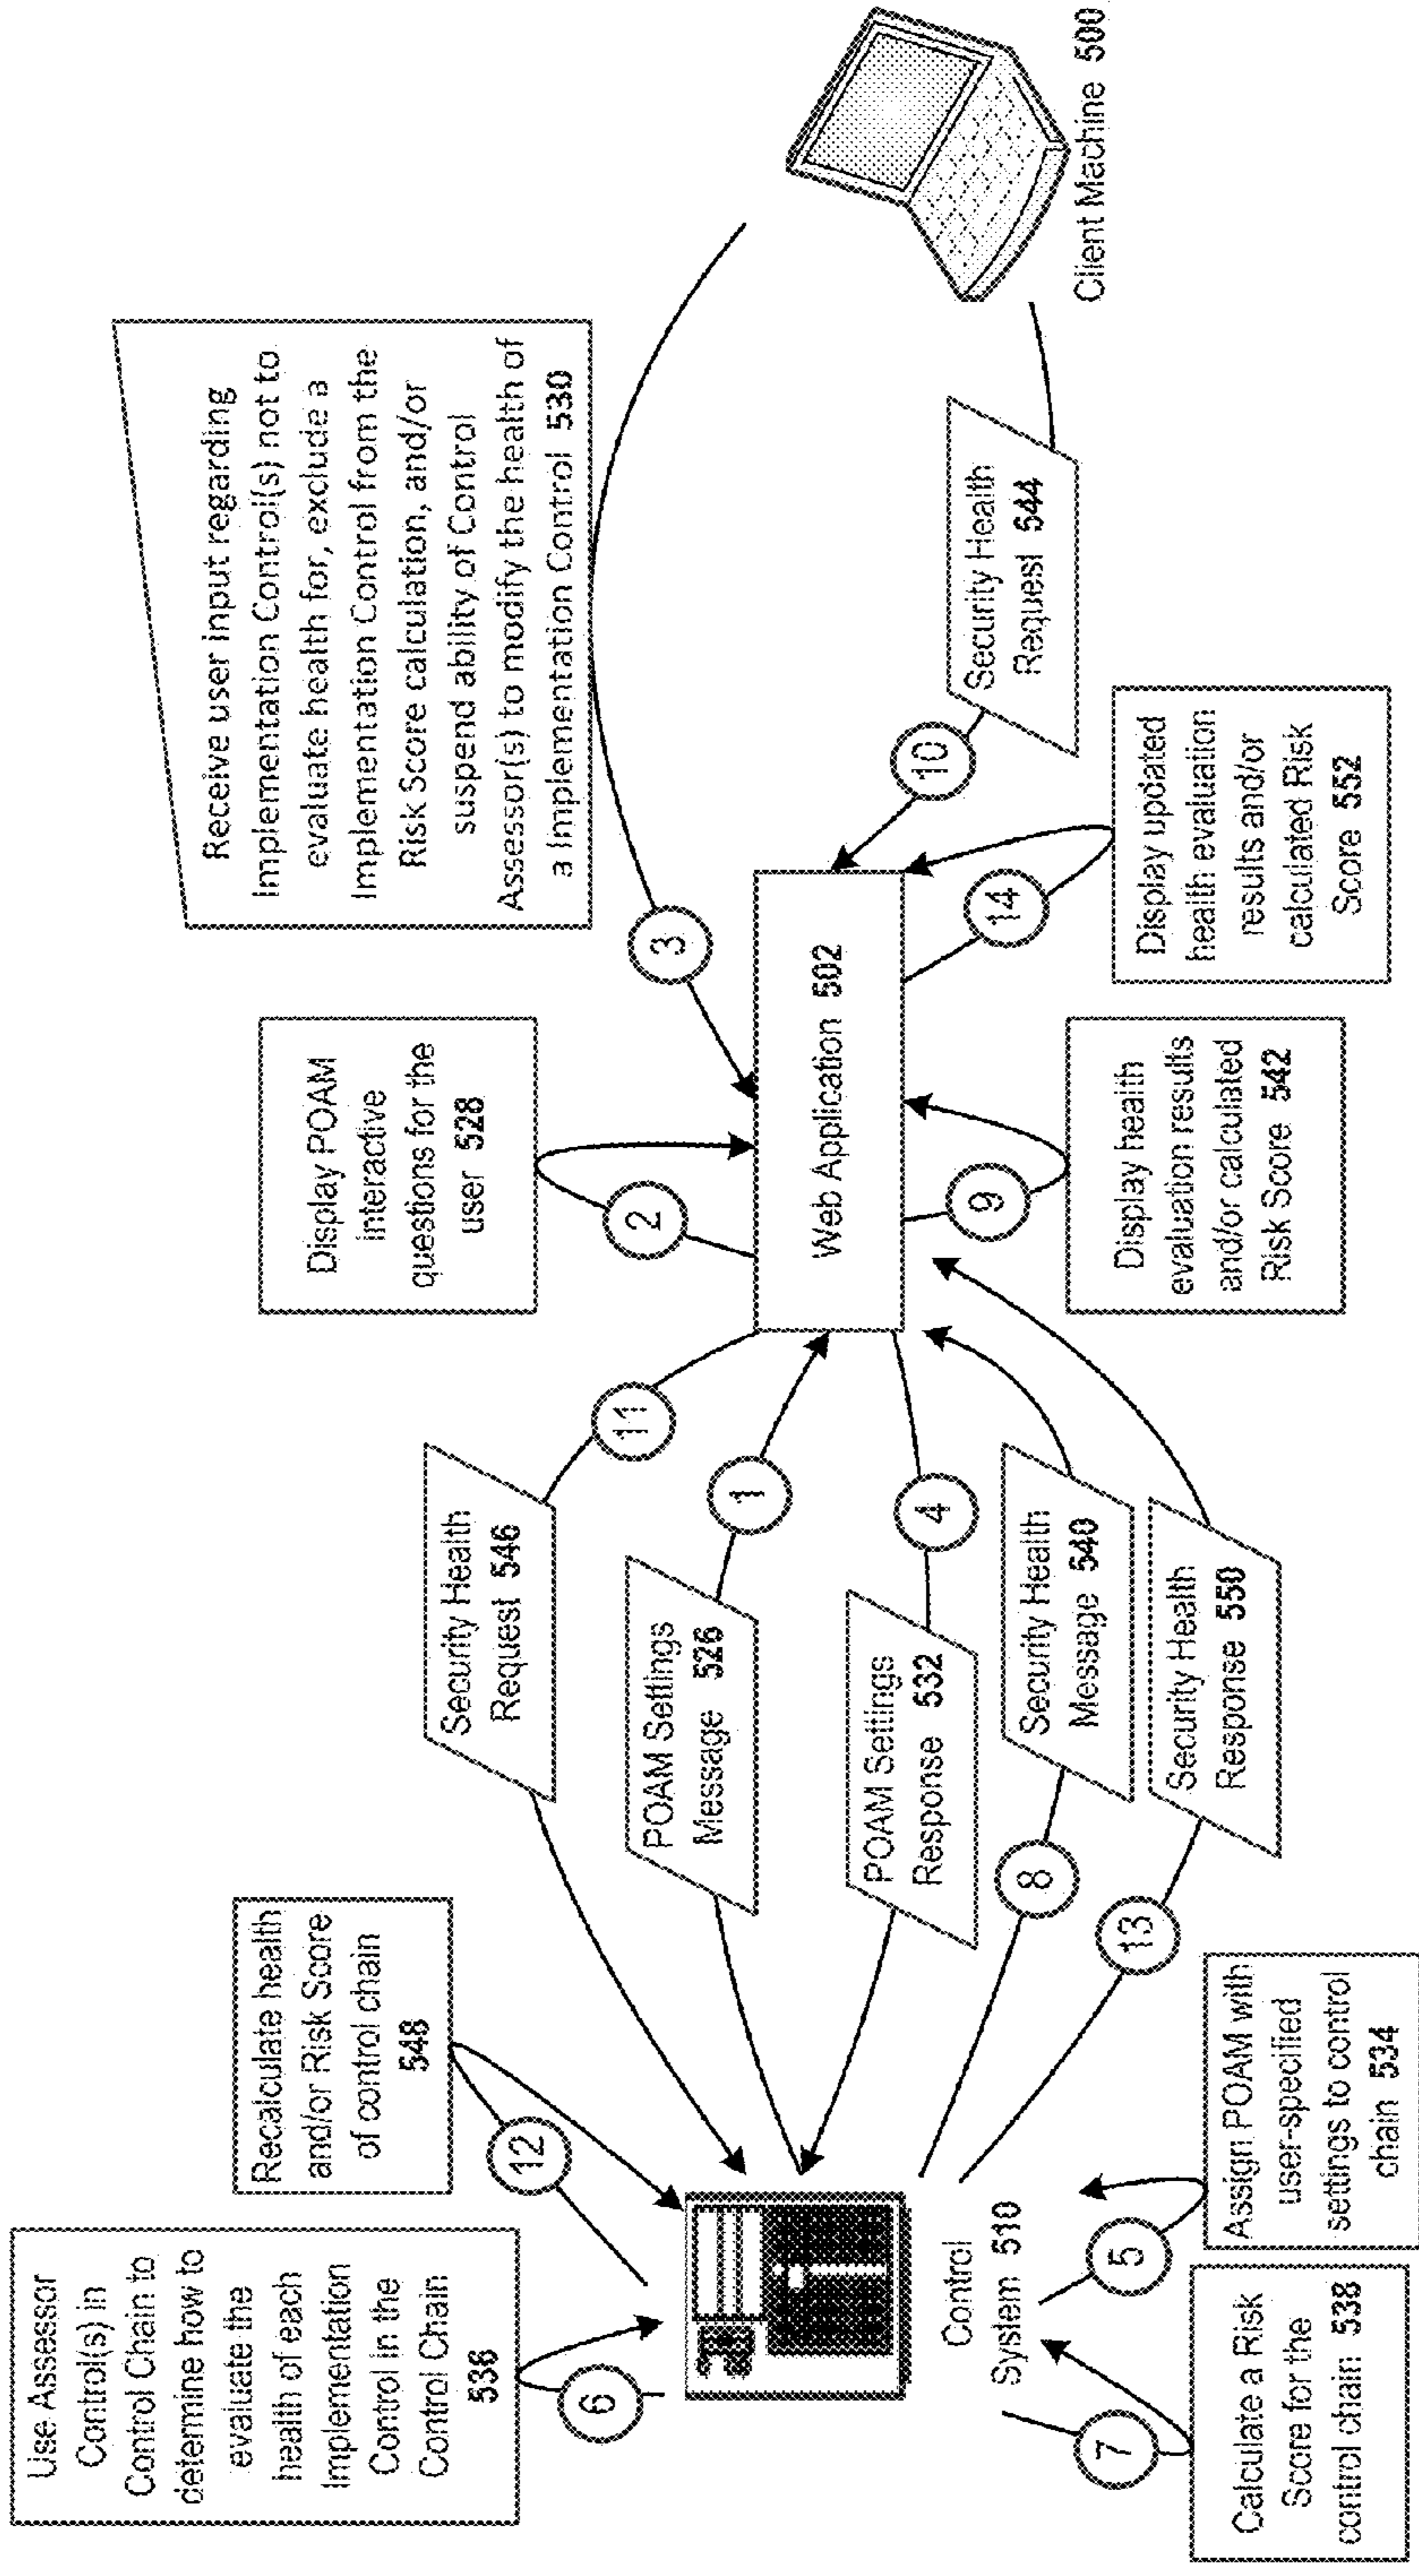 Use Assessor
Control(s) in
Control Chain to
determine how to
evaluate the
health of each
Implementation
Control in the
Control Chain
536
6
Recalculate health
and/or Risk Score
of control chain
548
12
Security Health
Request 546
11
POAM Settings
Message 526
1
POAM Settings
Response 532
4
Security Health
Message 540
8
Security Health
Response 550
13
Control
System 510
Assign POAM with
user-specified
settings to control
chain 534
5
Calculate a Risk
Score for the
control chain 538
7
Display POAM
interactive
questions for the
user 528
2
Web Application 502
Display health
evaluation results
and/or calculated
Risk Score 542
9
Receive user input regarding
Implementation Control(s) not to
evaluate health for, exclude a
Implementation Control from the
Risk Score calculation, and/or
suspend ability of Control
Assessor(s) to modify the health of
a Implementation Control 530
3
Security Health
Request 544
10
Display updated
health evaluation
results and/or
calculated Risk
Score 552
14
Client Machine 500